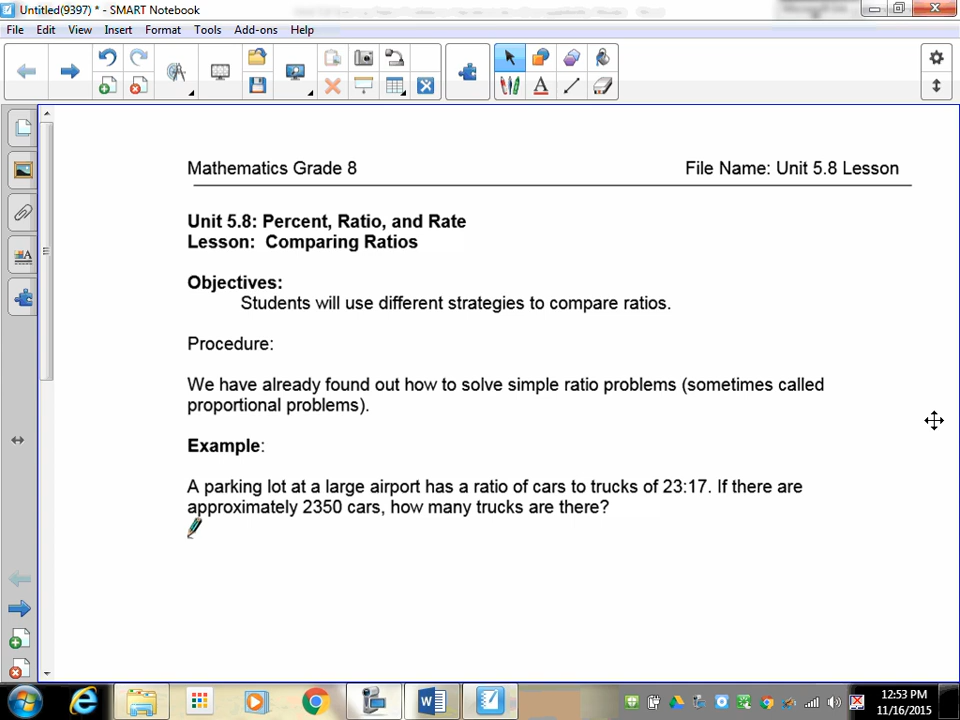 Untitled(9397) * - SMART Notebook
File Edit View Insert Format Tools Add-ons Help
Mathematics Grade 8 File Name: Unit 5.8 Lesson
Unit 5.8: Percent, Ratio, and Rate
Lesson: Comparing Ratios
Objectives:
Students will use different strategies to compare ratios.
Procedure:
We have already found out how to solve simple ratio problems (sometimes called
proportional problems).
Example:
A parking lot at a large airport has a ratio of cars to trucks of 23:17. If there are
approximately 2350 cars, how many trucks are there?
12:53 PM
11/16/2015